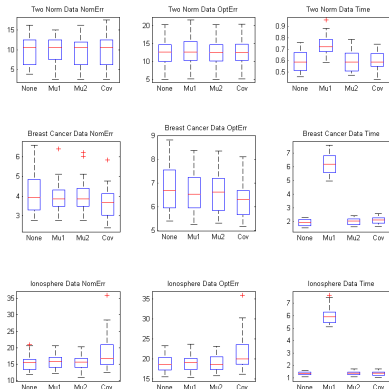 Two Norm Data NomErr
15
10
5
None Mu1 Mu2 Cov
Two Norm Data OptErr
20
15
10
5
None Mu1 Mu2 Cov
Two Norm Data Time
0.9
0.8
0.7
0.6
0.5
None Mu1 Mu2 Cov
Breast Cancer Data NomErr
6
5
4
3
None Mu1 Mu2 Cov
Breast Cancer Data OptErr
9
8
7
6
5
None Mu1 Mu2 Cov
Breast Cancer Data Time
7
6
5
4
3
2
None Mu1 Mu2 Cov
Ionosphere Data NomErr
35
30
25
20
15
10
None Mu1 Mu2 Cov
Ionosphere Data OptErr
35
30
25
20
15
None Mu1 Mu2 Cov
Ionosphere Data Time
7
6
5
4
3
2
1
None Mu1 Mu2 Cov